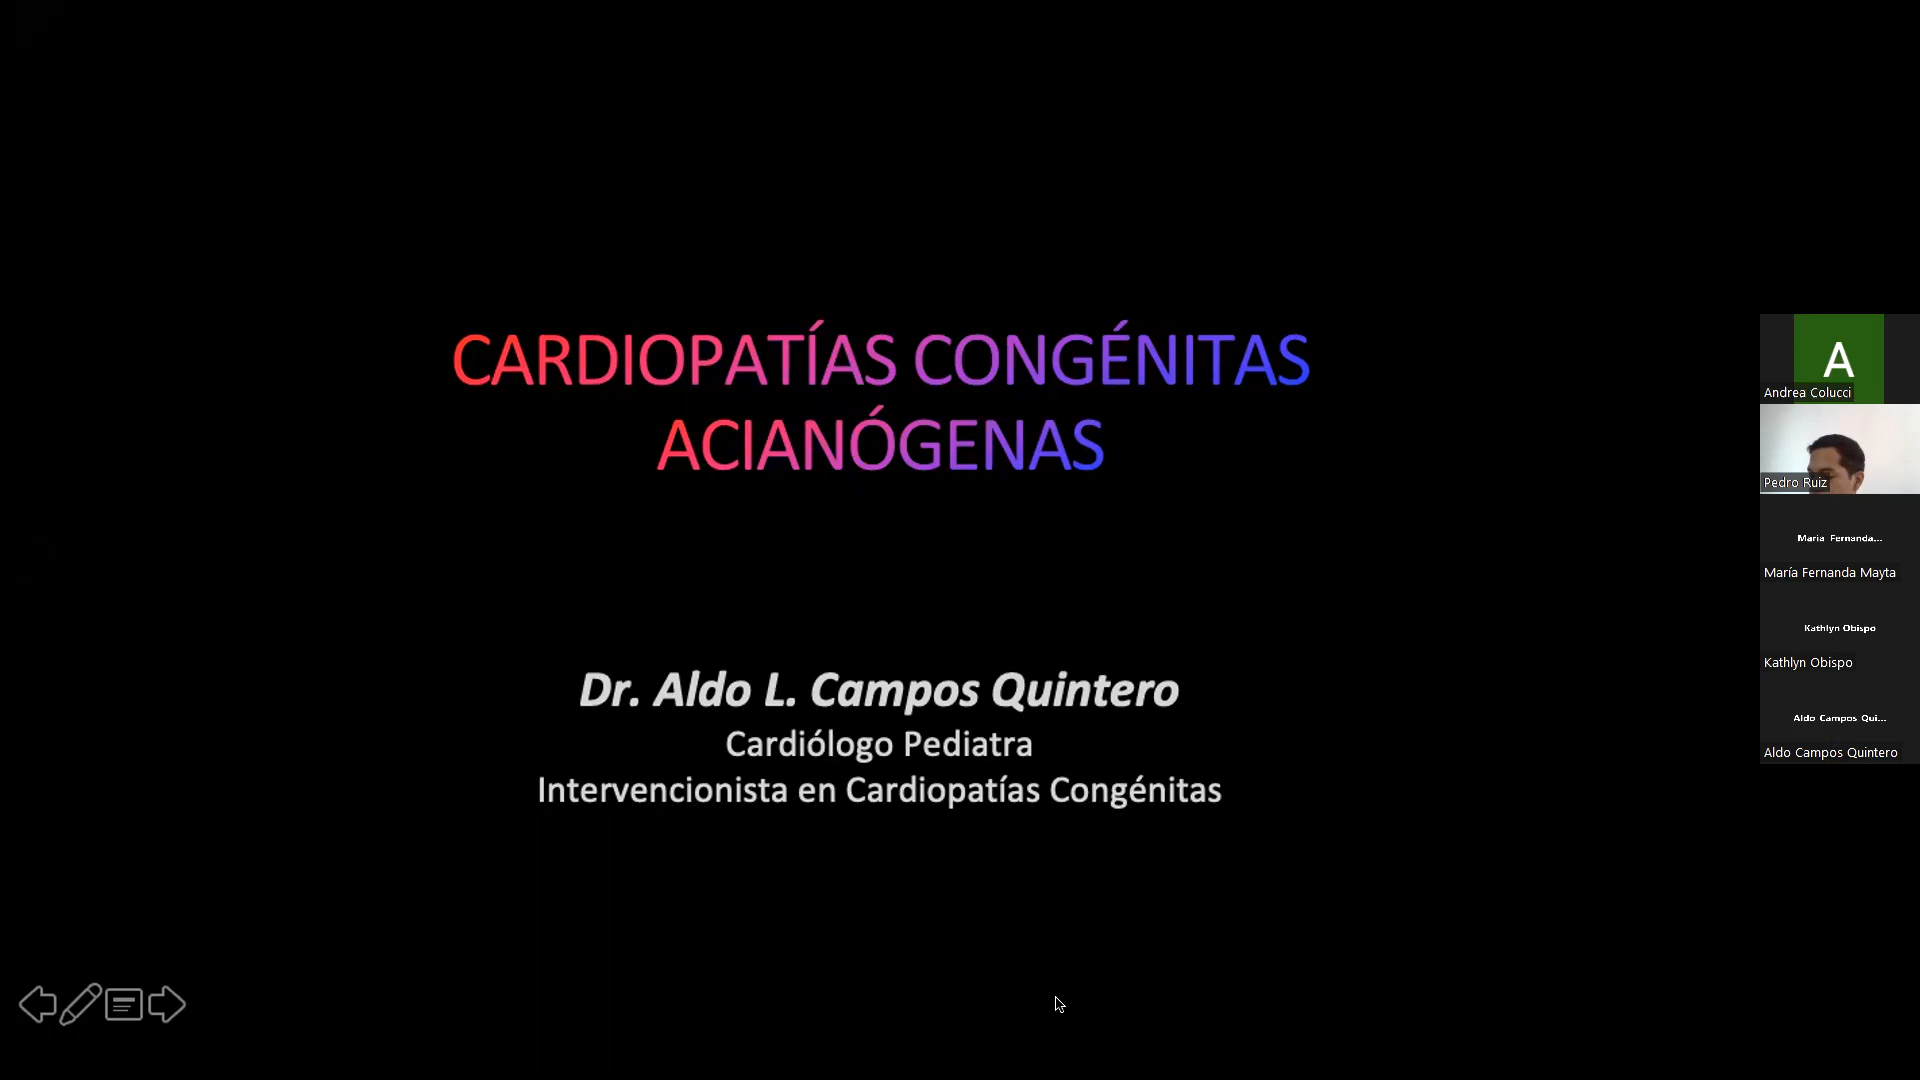 CARDIOPATÍAS CONGÉNITAS
ACIANÓGENAS
Dr. Aldo L. Campos Quintero
Cardiólogo Pediatra
Intervencionista en Cardiopatías Congénitas
A
Andrea Colucci
Pedro Ruiz
Maria Fernanda...
María Fernanda Mayta
Kathlyn Obispo
Kathlyn Obispo
Aldo Campos Qui...
Aldo Campos Quintero